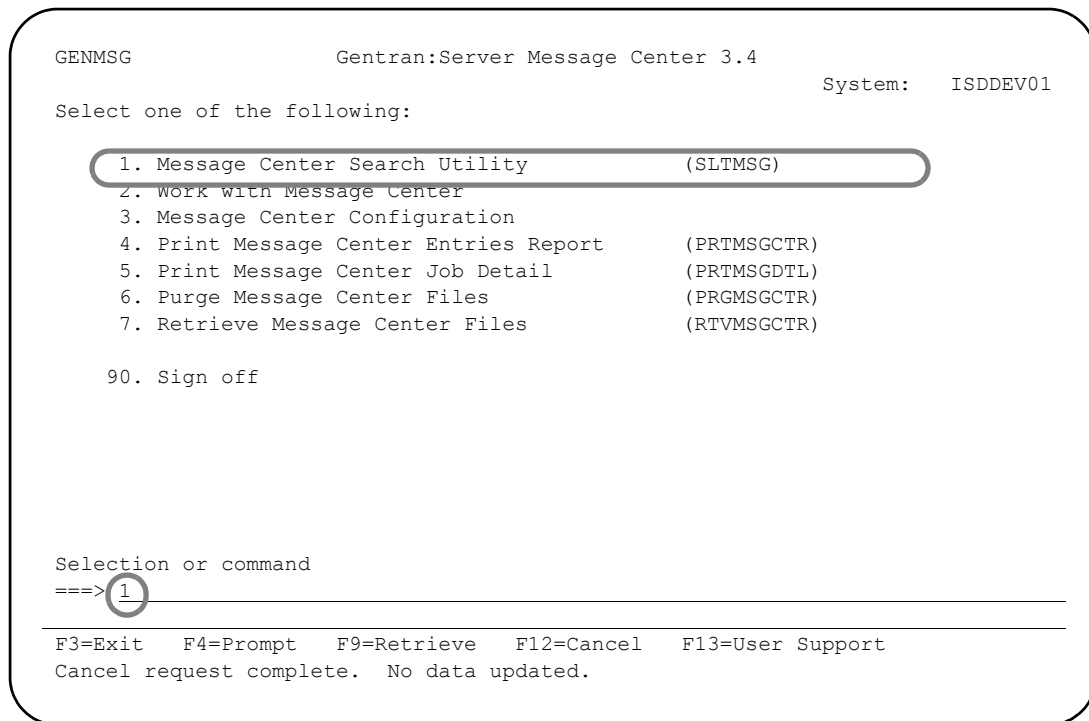 GENMSG Gentran:Server Message Center 3.4
System: ISDDEV01
Select one of the following:
1. Message Center Search Utility (SLTMSG)
2. Work with Message Center
3. Message Center Configuration
4. Print Message Center Entries Report (PRTMSGCTR)
5. Print Message Center Job Detail (PRTMSGDTL)
6. Purge Message Center Files (PRGMSGCTR)
7. Retrieve Message Center Files (RTVMSGCTR)
90. Sign off
Selection or command
===> 1
F3=Exit F4=Prompt F9=Retrieve F12=Cancel F13=User Support
Cancel request complete. No data updated.